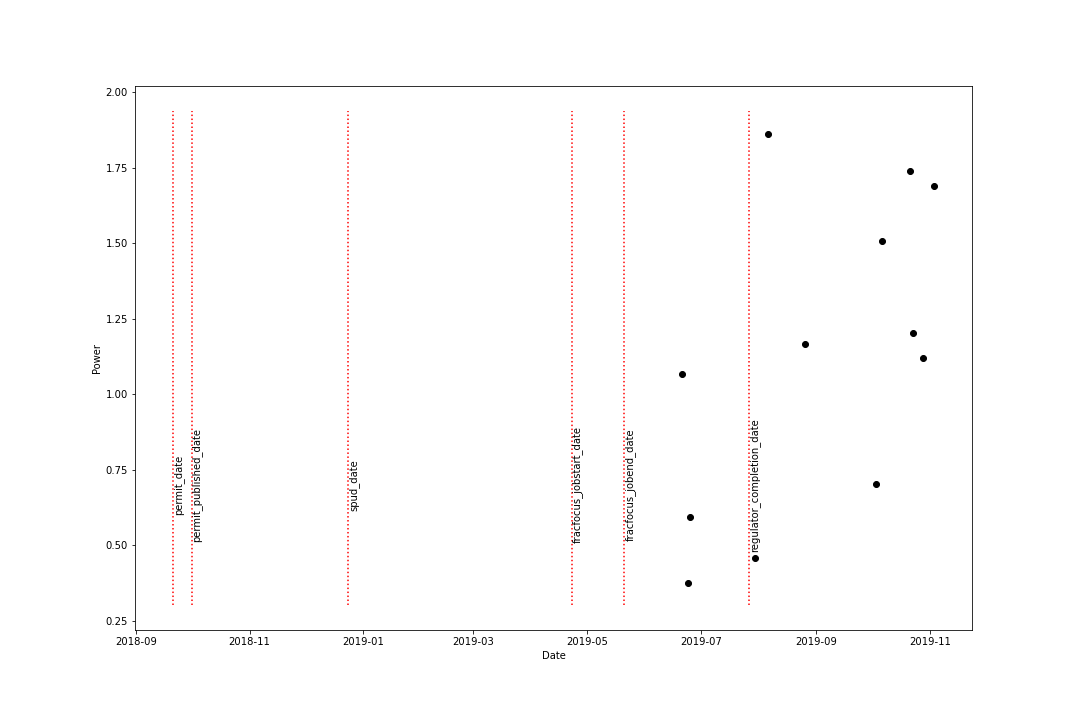 2.00
1.75
1.50
1.25
1.00
0.75
0.50
0.25
Power
permit_date
permit_published_date
spud_date
fracfocus_jobstart_date
fracfocus_jobend_date
regulator_completion_date
2018-09 2018-11 2019-01 2019-03 2019-05 2019-07 2019-09 2019-11
Date